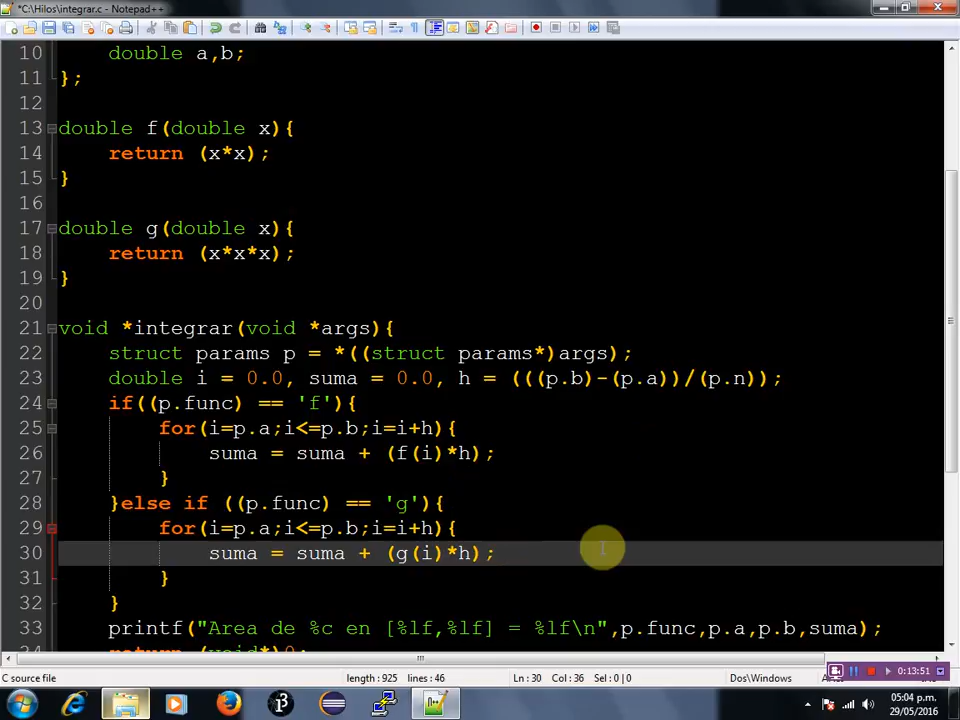 *C:\Hilos\integrar.c - Notepad++
10 double a,b;
11 };
12
13 double f(double x){
14 return (x*x);
15 }
16
17 double g(double x){
18 return (x*x*x);
19 }
20
21 void *integrar(void *args){
22 struct params p = *((struct params*)args);
23 double i = 0.0, suma = 0.0, h = (((p.b)-(p.a))/(p.n));
24 if((p.func) == 'f'){
25 for(i=p.a;i<=p.b;i=i+h){
26 suma = suma + (f(i)*h);
27 }
28 }else if ((p.func) == 'g'){
29 for(i=p.a;i<=p.b;i=i+h){
30 suma = suma + (g(i)*h);
31 }
32 }
33 printf("Area de %c en [%lf,%lf] = %lf\n",p.func,p.a,p.b,suma);
34 return (void*)0;
C source file length : 925 lines : 46 Ln : 30 Col : 36 Sel : 0 | 0 Dos\Windows
0:13:51
05:04 p.m.
29/05/2016